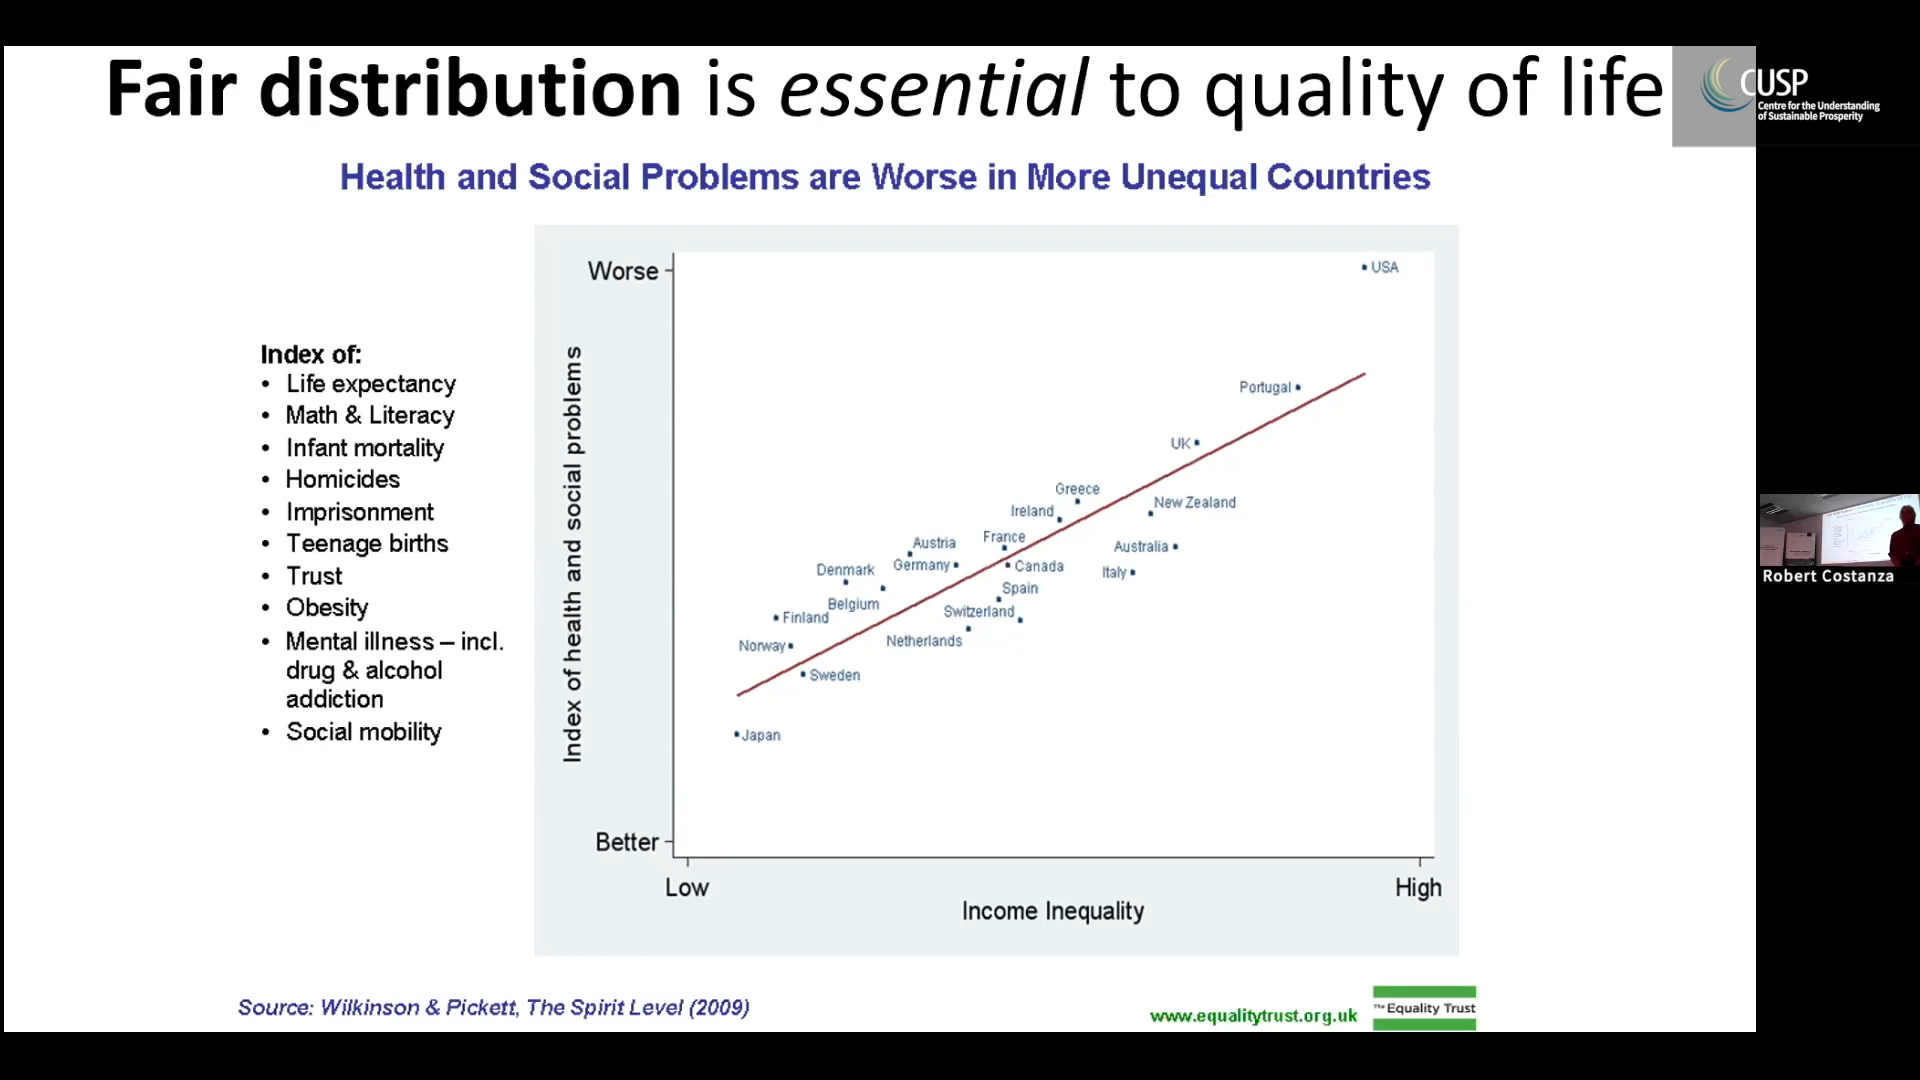 Fair distribution is essential to quality of life
CUSP
Centre for the Understanding
of Sustainable Prosperity
Health and Social Problems are Worse in More Unequal Countries
Index of:
• Life expectancy
• Math & Literacy
• Infant mortality
• Homicides
• Imprisonment
• Teenage births
• Trust
• Obesity
• Mental illness – incl.
drug & alcohol
addiction
• Social mobility
Index of health and social problems
Worse
Better
USA
Portugal
UK
Greece
New Zealand
Ireland
France
Austria
Australia
Germany
Canada
Denmark
Italy
Spain
Belgium
Switzerland
Finland
Netherlands
Norway
Sweden
Japan
Low
High
Income Inequality
Source: Wilkinson & Pickett, The Spirit Level (2009)
www.equalitytrust.org.uk
The Equality Trust
Robert Costanza